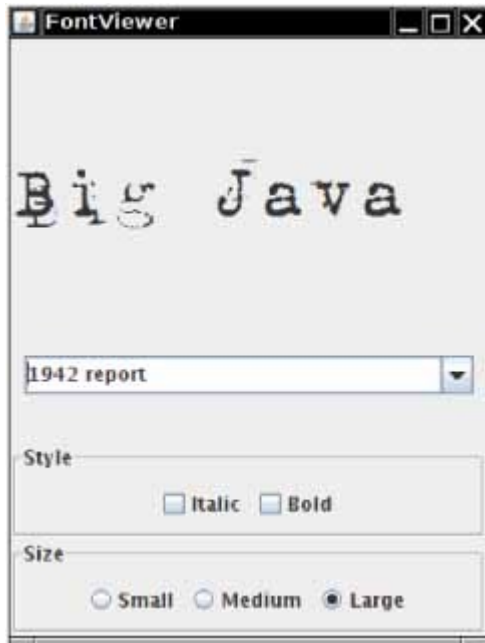 FontViewer
Big Java
1942 report
Style
Italic Bold
Size
Small Medium Large